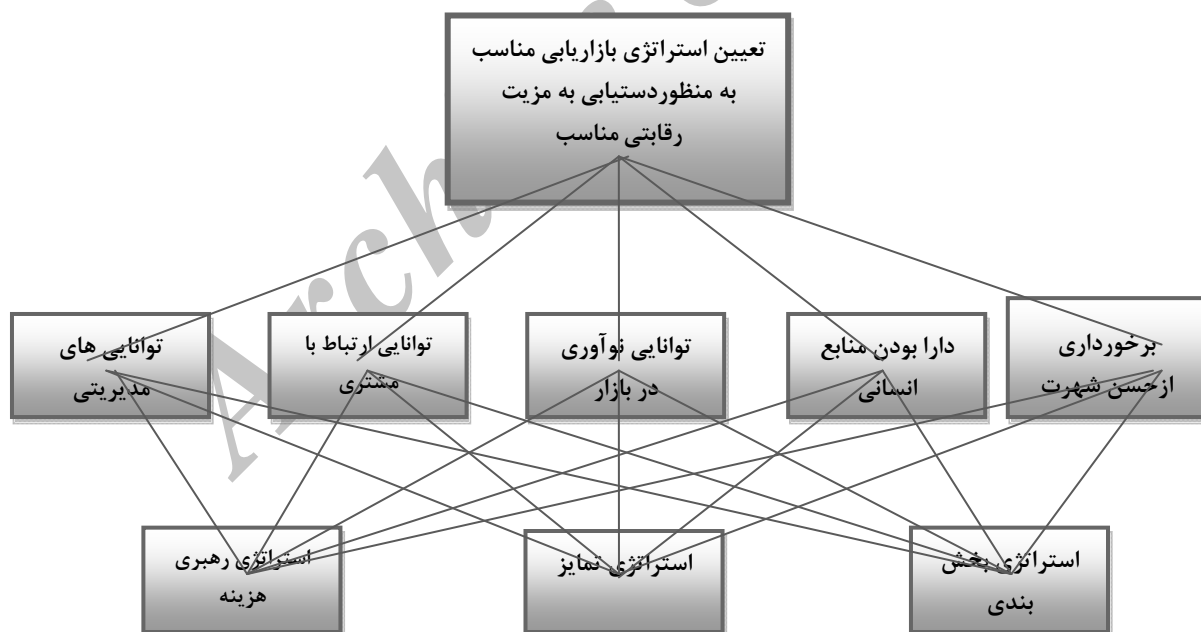 تعیین استراتژی بازاریابی مناسب
به منظوردستیابی به مزیت
رقابتی مناسب
برخورداری
ازحسن شهرت
دارا بودن منابع
انسانی
توانایی نوآوری
در بازار
توانایی ارتباط با
مشتری
توانایی های
مدیریتی
استراتژی بخش
بندی
استراتژی تمایز
استراتژی رهبری
هزینه
Arch